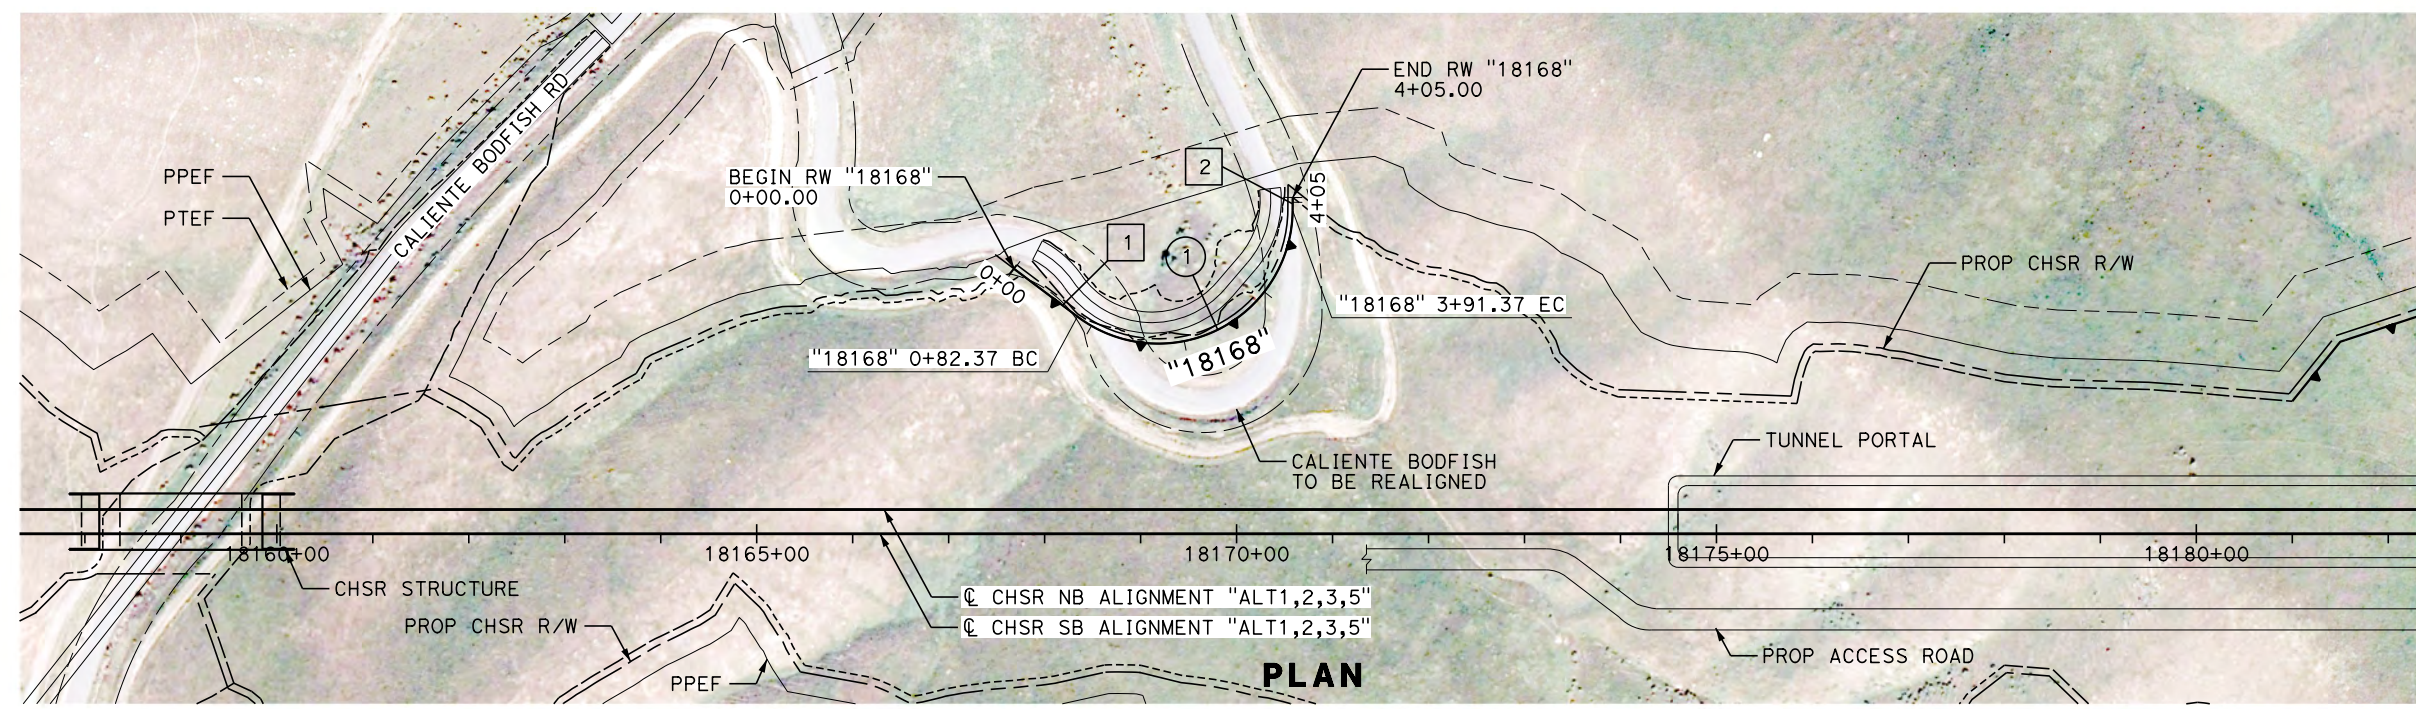 END RW "18168"
4+05.00
CALIENTE BODFISH RD
PPEF
PTEF
BEGIN RW "18168"
0+00.00
2
4+05
1
1
0+00
PROP CHSR R/W
"18168" 3+91.37 EC
"18168" 0+82.37 BC
"18168"
TUNNEL PORTAL
CALIENTE BODFISH
TO BE REALIGNED
18160+00
18165+00
18170+00
18175+00
18180+00
CHSR STRUCTURE
℄ CHSR NB ALIGNMENT "ALT1,2,3,5"
PROP CHSR R/W
℄ CHSR SB ALIGNMENT "ALT1,2,3,5"
PROP ACCESS ROAD
PPEF
PLAN